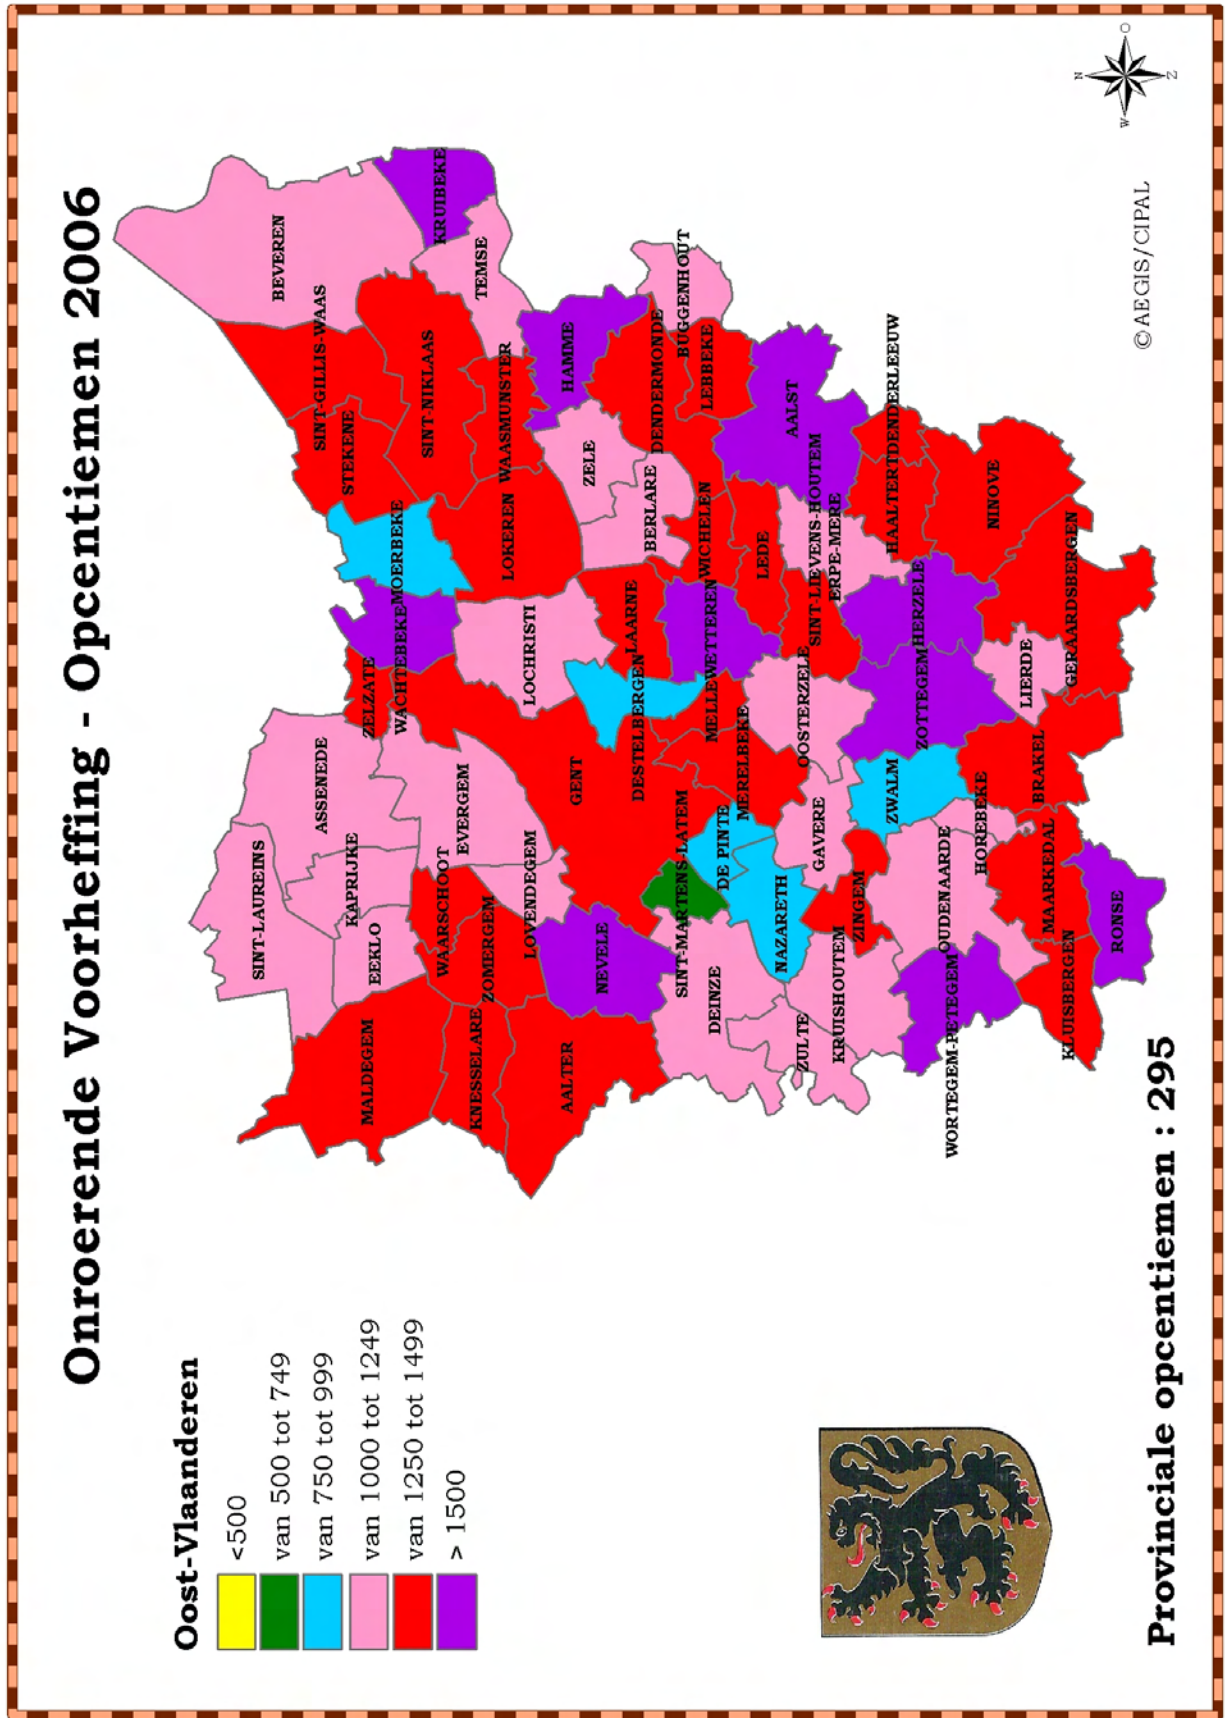 Onroerende Voorheffing - Opcentiemen 2006
Oost-Vlaanderen
<500
van 500 tot 749
van 750 tot 999
van 1000 tot 1249
van 1250 tot 1499
> 1500
SINT-LAUREINS
BEVEREN
ASSENEDE
SINT-GILLIS-WAAS
KAPRIJKE
STEKENE
MALDEGEM
EEKLO
ZELZATE
WACHTEBEKE
MOERBEKE
SINT-NIKLAAS
KRUIBEKE
WAARSCHOOT
EVERGEM
TEMSE
KNESSELARE
ZOMERGEM
LOVENDEGEM
LOCHRISTI
LOKEREN
WAASMUNSTER
AALTER
NEVELE
GENT
ZELE
HAMME
DESTELBERGEN
LAARNE
BERLARE
DENDERMONDE
BUGGENHOUT
SINT-MARTENS-LATEM
DEINZE
DE PINTE
MERELBEKE
MELLE
WETTEREN
WICHELEN
LEBBEKE
NAZARETH
LEDE
AALST
ZULTE
KRUISHOUTEM
GAVERE
OOSTERZELE
SINT-LIEVENS-HOUTEM
ERPE-MERE
ZINGEM
ZWALM
HAALTERT
DENDERLEEUW
ZOTTEGEM
HERZELE
WORTEGEM-PETEGEM
OUDENAARDE
HOREBEKE
NINOVE
LIERDE
BRAKEL
GERAARDSBERGEN
KLUISBERGEN
MAARKEDAL
RONSE
N
W
O
Z
©AEGIS/CIPAL
Provinciale opcentiemen : 295